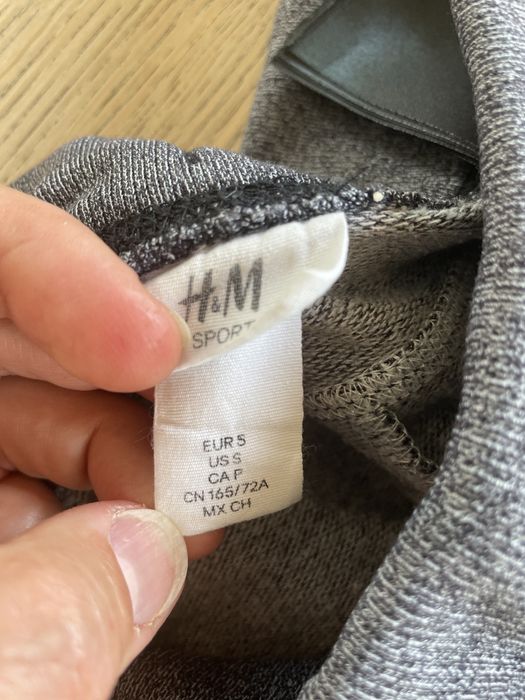 H&M
SPORT
EUR S
US S
CA P
CN 165/72A
MX CH